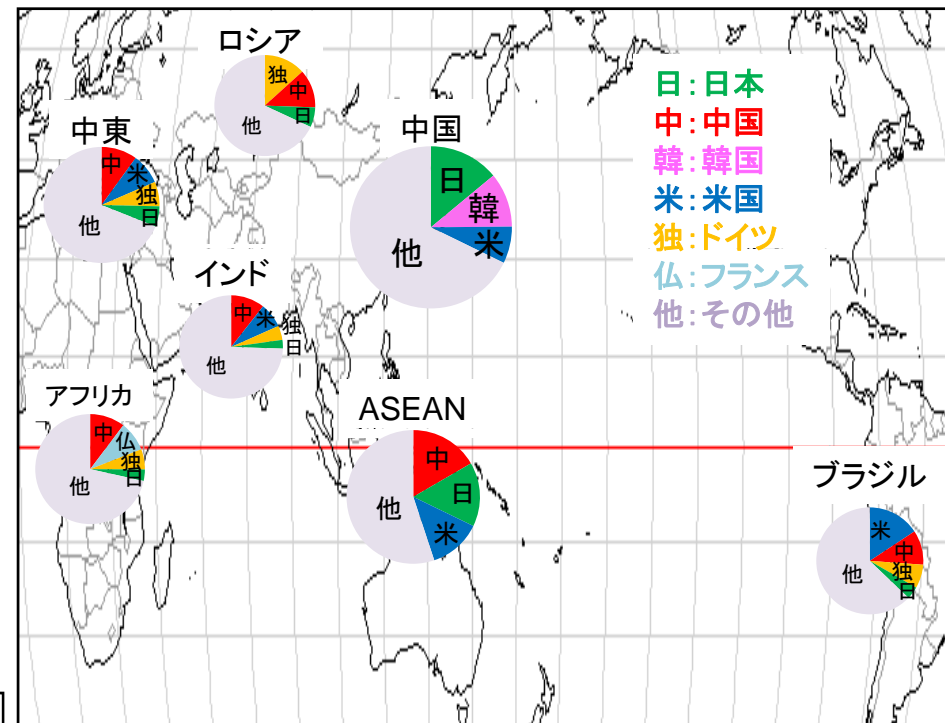 ロシア
独
中
日
他
中東
中
米
独
日
他
中国
日
韓
米
他
日：日本
中：中国
韓：韓国
米：米国
独：ドイツ
仏：フランス
他：その他
インド
中
米
独
日
他
アフリカ
中
仏
独
日
他
ASEAN
中
日
米
他
ブラジル
米
中
独
日
他